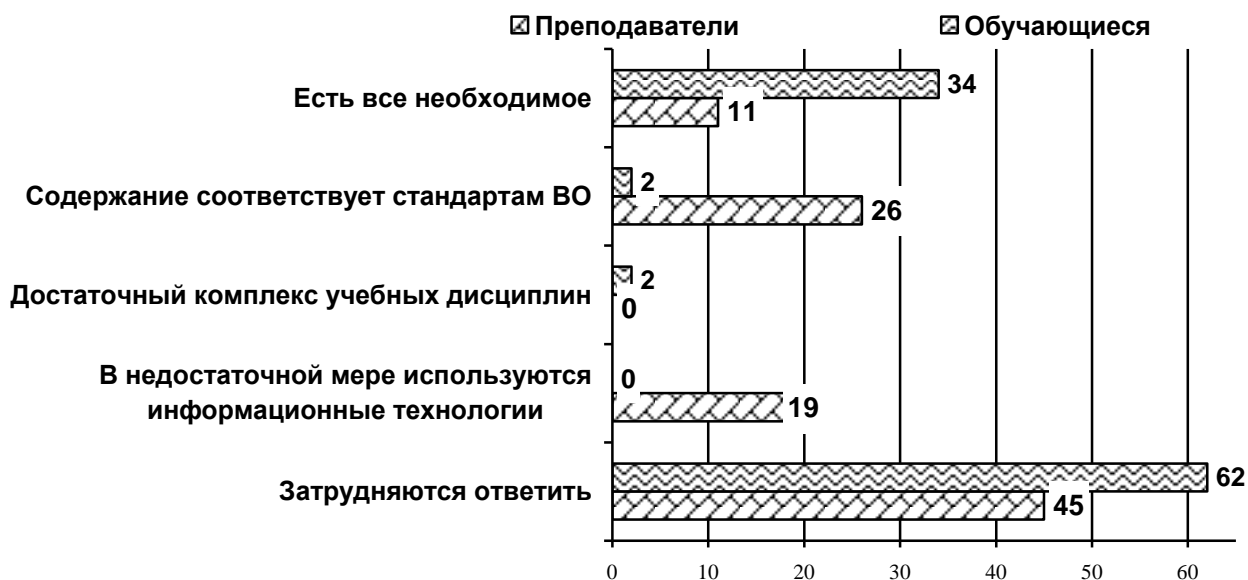 Преподаватели Обучающиеся
Есть все необходимое
34
11
Содержание соответствует стандартам ВО
2
26
Достаточный комплекс учебных дисциплин
2
0
В недостаточной мере используются
информационные технологии
0
19
Затрудняются ответить
62
45
0 10 20 30 40 50 60